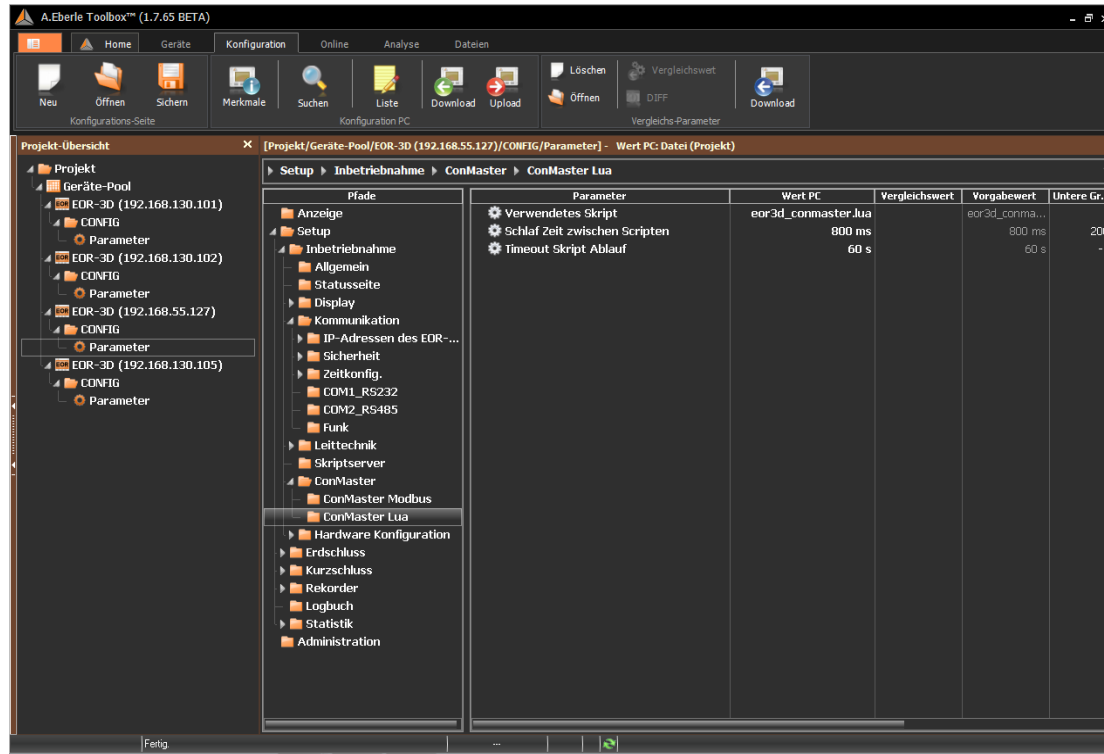 A.Eberle Toolbox™ (1.7.65 BETA)
Home Geräte Konfiguration Online Analyse Dateien
Neu Öffnen Sichern Merkmale Suchen Liste Download Upload Löschen Öffnen Vergleichswert DIFF Download
Konfigurations-Seite Konfiguration PC Vergleichs-Parameter
Projekt-Übersicht
[Projekt/Geräte-Pool/EOR-3D (192.168.55.127)/CONFIG/Parameter] - Wert PC: Datei (Projekt)
Projekt
Geräte-Pool
EOR-3D (192.168.130.101)
CONFIG
Parameter
EOR-3D (192.168.130.102)
CONFIG
Parameter
EOR-3D (192.168.55.127)
CONFIG
Parameter
EOR-3D (192.168.130.105)
CONFIG
Parameter
Setup Inbetriebnahme ConMaster ConMaster Lua
Pfade
Anzeige
Setup
Inbetriebnahme
Allgemein
Statusseite
Display
Kommunikation
IP-Adressen des EOR-...
Sicherheit
Zeitkonfig.
COM1_RS232
COM2_RS485
Funk
Leittechnik
Skriptserver
ConMaster
ConMaster Modbus
ConMaster Lua
Hardware Konfiguration
Erdschluss
Kurzschluss
Rekorder
Logbuch
Statistik
Administration
Parameter Wert PC Vergleichswert Vorgabewert Untere Gr.
Verwendetes Skript eor3d_conmaster.lua eor3d_conma...
Schlaf Zeit zwischen Scripten 800 ms 800 ms 200
Timeout Skript Ablauf 60 s 60 s -
Fertig. ...